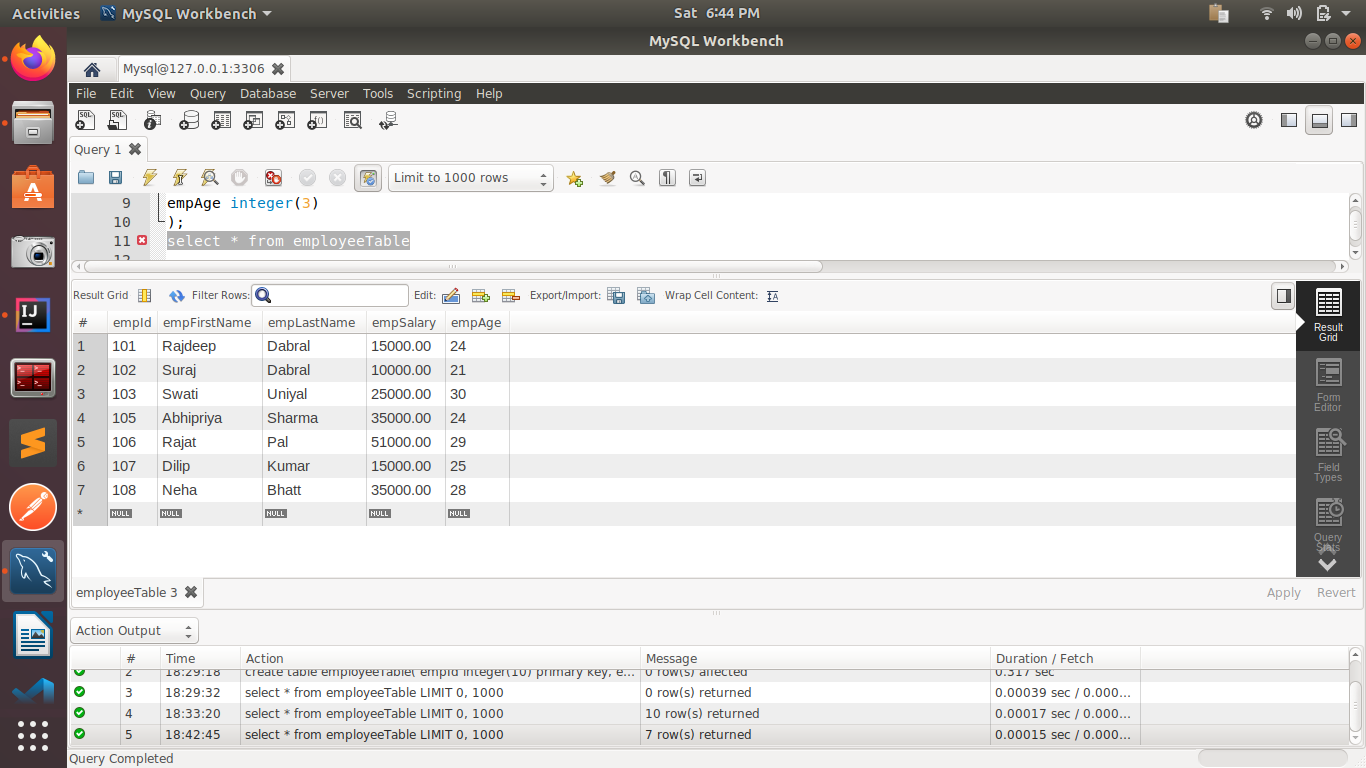 Activities MySQL Workbench Sat 6:44 PM
MySQL Workbench
Mysql@127.0.0.1:3306
File Edit View Query Database Server Tools Scripting Help
Query 1
Limit to 1000 rows
9 empAge integer(3)
10 );
11 select * from employeeTable
12
Result Grid Filter Rows: Edit: Export/Import: Wrap Cell Content:
# empId empFirstName empLastName empSalary empAge
1 101 Rajdeep Dabral 15000.00 24
2 102 Suraj Dabral 10000.00 21
3 103 Swati Uniyal 25000.00 30
4 105 Abhipriya Sharma 35000.00 24
5 106 Rajat Pal 51000.00 29
6 107 Dilip Kumar 15000.00 25
7 108 Neha Bhatt 35000.00 28
* NULL NULL NULL NULL NULL
Result
Grid
Form
Editor
Field
Types
Query
Stats
employeeTable 3 Apply Revert
Action Output
# Time Action Message Duration / Fetch
2 18:29:18 create table employeeTable( empId integer(10) primary key, e... 0 row(s) affected 0.317 sec
3 18:29:32 select * from employeeTable LIMIT 0, 1000 0 row(s) returned 0.00039 sec / 0.000...
4 18:33:20 select * from employeeTable LIMIT 0, 1000 10 row(s) returned 0.00017 sec / 0.000...
5 18:42:45 select * from employeeTable LIMIT 0, 1000 7 row(s) returned 0.00015 sec / 0.000...
Query Completed